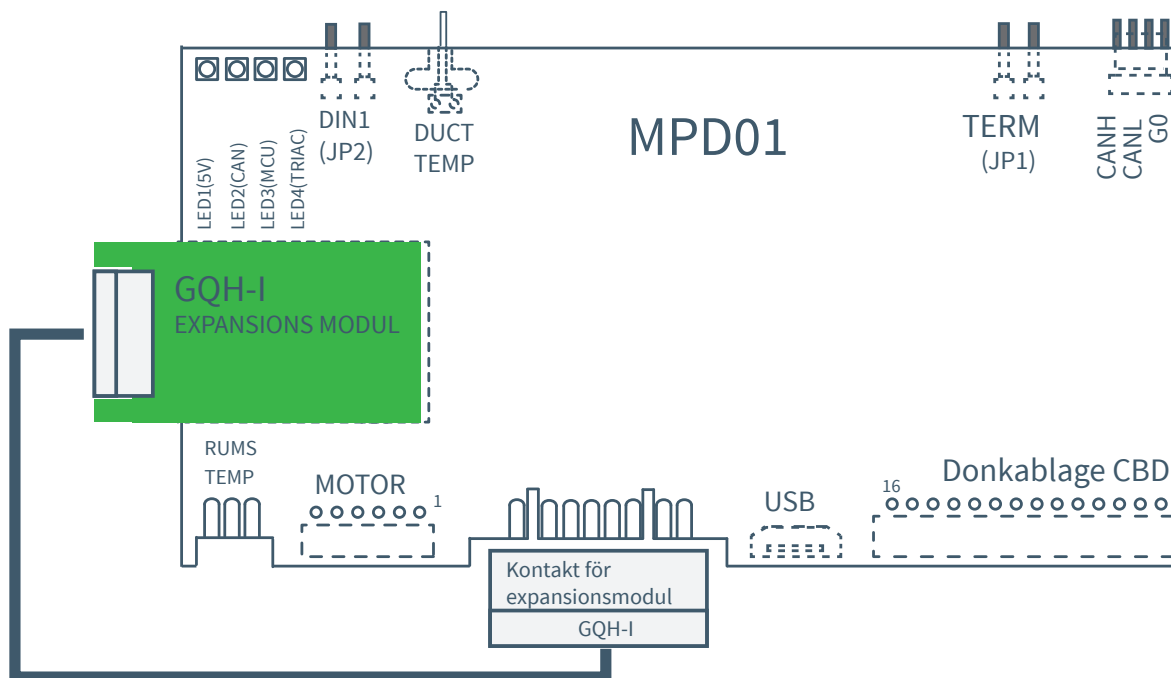 DIN1
(JP2)
DUCT
TEMP
MPD01
TERM
(JP1)
CANH
CANL
G0
LED1(5V)
LED2(CAN)
LED3(MCU)
LED4(TRIAC)
GQH-I
EXPANSIONS MODUL
RUMS
TEMP
MOTOR
1
USB
Donkablage CBD
16
Kontakt för
expansionsmodul
GQH-I